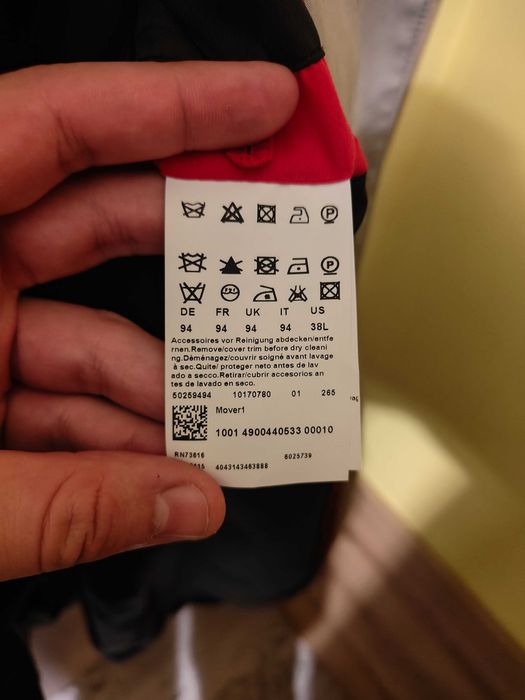 DE FR UK IT US
94 94 94 94 38L
Accessoires vor Reinigung abdecken/entfe
rnen.Remove/cover trim before dry cleani
ng.Déménagez/couvrir soigné avant lavage
à sec.Quite/ proteger neto antes de lav
ado a secco.Retirar/cubrir accesorios an
tes de lavado en seco.
50259494 10170780 01 265
Mover1
1001 4900440533 00010
RN73616 6025739
4043143463888